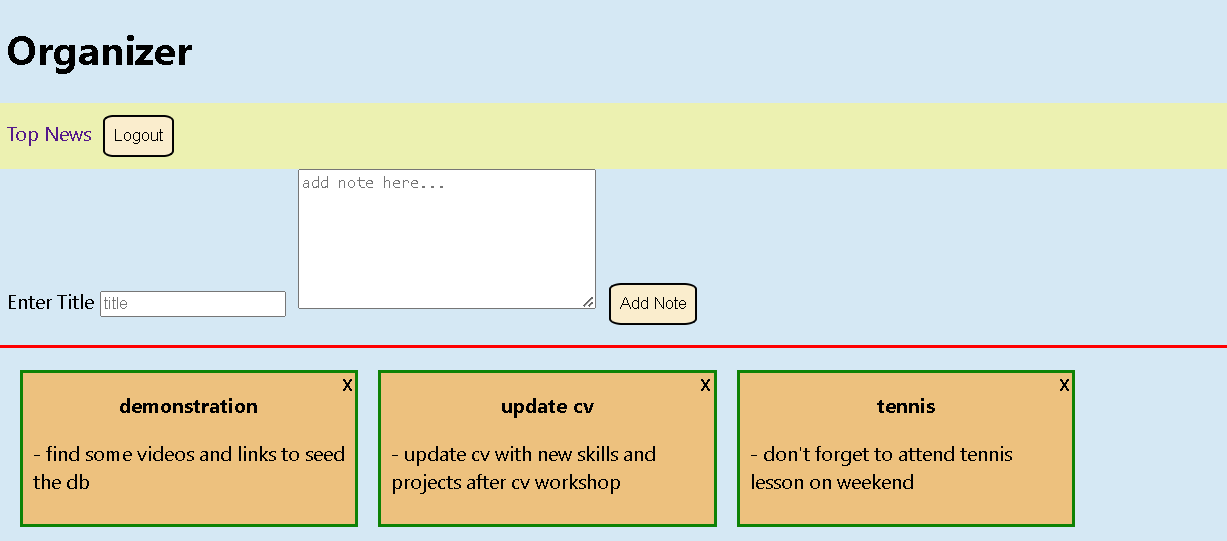 Organizer
Top News Logout
add note here...
Enter Title title Add Note
X X X
demonstration update cv tennis
- find some videos and links to seed
the db
- update cv with new skills and
projects after cv workshop
- don't forget to attend tennis
lesson on weekend